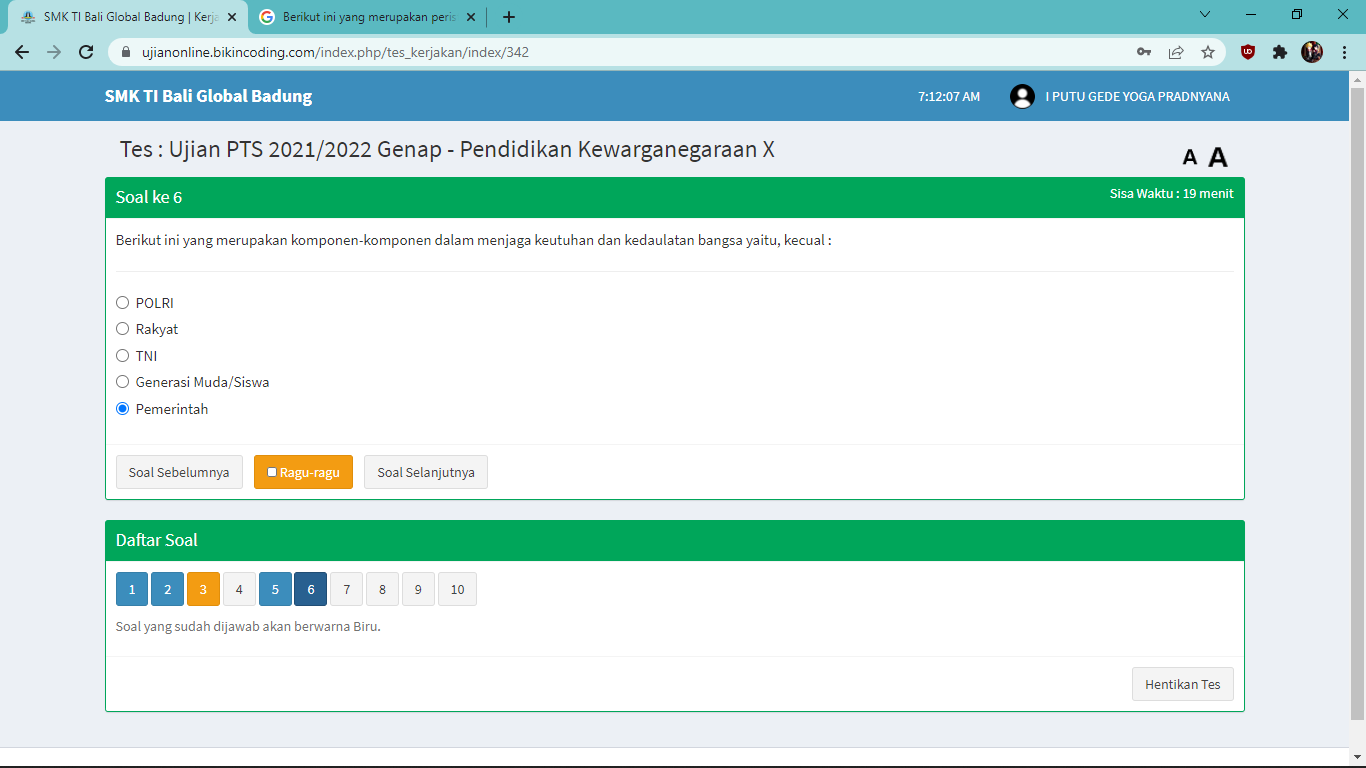 SMK TI Bali Global Badung | Kerja
Berikut ini yang merupakan peris
ujianonline.bikincoding.com/index.php/tes_kerjakan/index/342
SMK TI Bali Global Badung
7:12:07 AM
I PUTU GEDE YOGA PRADNYANA
Tes : Ujian PTS 2021/2022 Genap - Pendidikan Kewarganegaraan X
A A
Soal ke 6
Sisa Waktu : 19 menit
Berikut ini yang merupakan komponen-komponen dalam menjaga keutuhan dan kedaulatan bangsa yaitu, kecual :
POLRI
Rakyat
TNI
Generasi Muda/Siswa
Pemerintah
Soal Sebelumnya
Ragu-ragu
Soal Selanjutnya
Daftar Soal
1 2 3 4 5 6 7 8 9 10
Soal yang sudah dijawab akan berwarna Biru.
Hentikan Tes